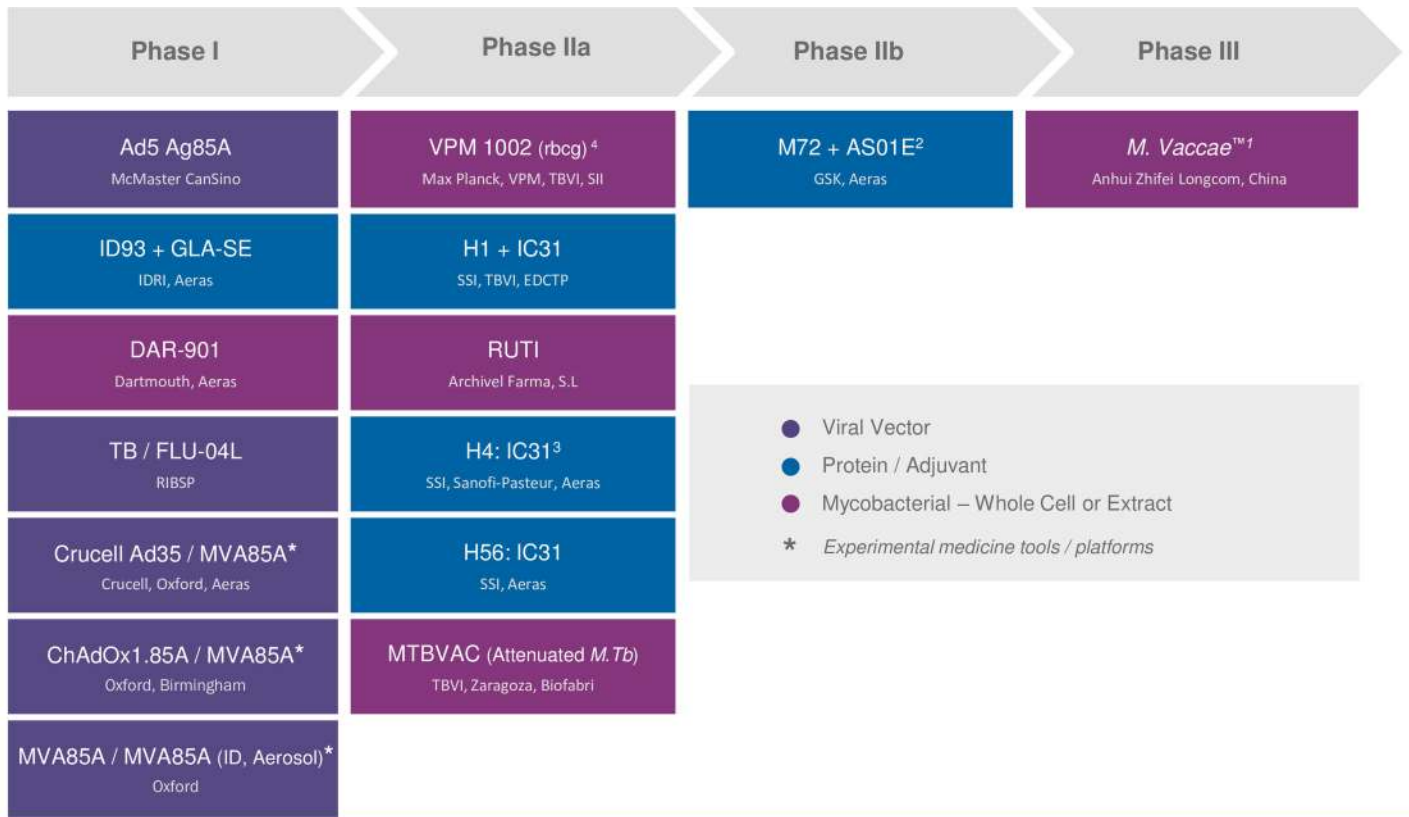 Phase I
Phase IIa
Phase IIb
Phase III
Ad5 Ag85A
McMaster CanSino
VPM 1002 (rbcg) ⁴
Max Planck, VPM, TBVI, SII
M72 + AS01E²
GSK, Aeras
M. Vaccae™¹
Anhui Zhifei Longcom, China
ID93 + GLA-SE
IDRI, Aeras
H1 + IC31
SSI, TBVI, EDCTP
DAR-901
Dartmouth, Aeras
RUTI
Archivel Farma, S.L
TB / FLU-04L
RIBSP
H4: IC31³
SSI, Sanofi-Pasteur, Aeras
Crucell Ad35 / MVA85A*
Crucell, Oxford, Aeras
H56: IC31
SSI, Aeras
ChAdOx1.85A / MVA85A*
Oxford, Birmingham
MTBVAC (Attenuated M.Tb)
TBVI, Zaragoza, Biofabri
MVA85A / MVA85A (ID, Aerosol)*
Oxford
Viral Vector
Protein / Adjuvant
Mycobacterial – Whole Cell or Extract
* Experimental medicine tools / platforms